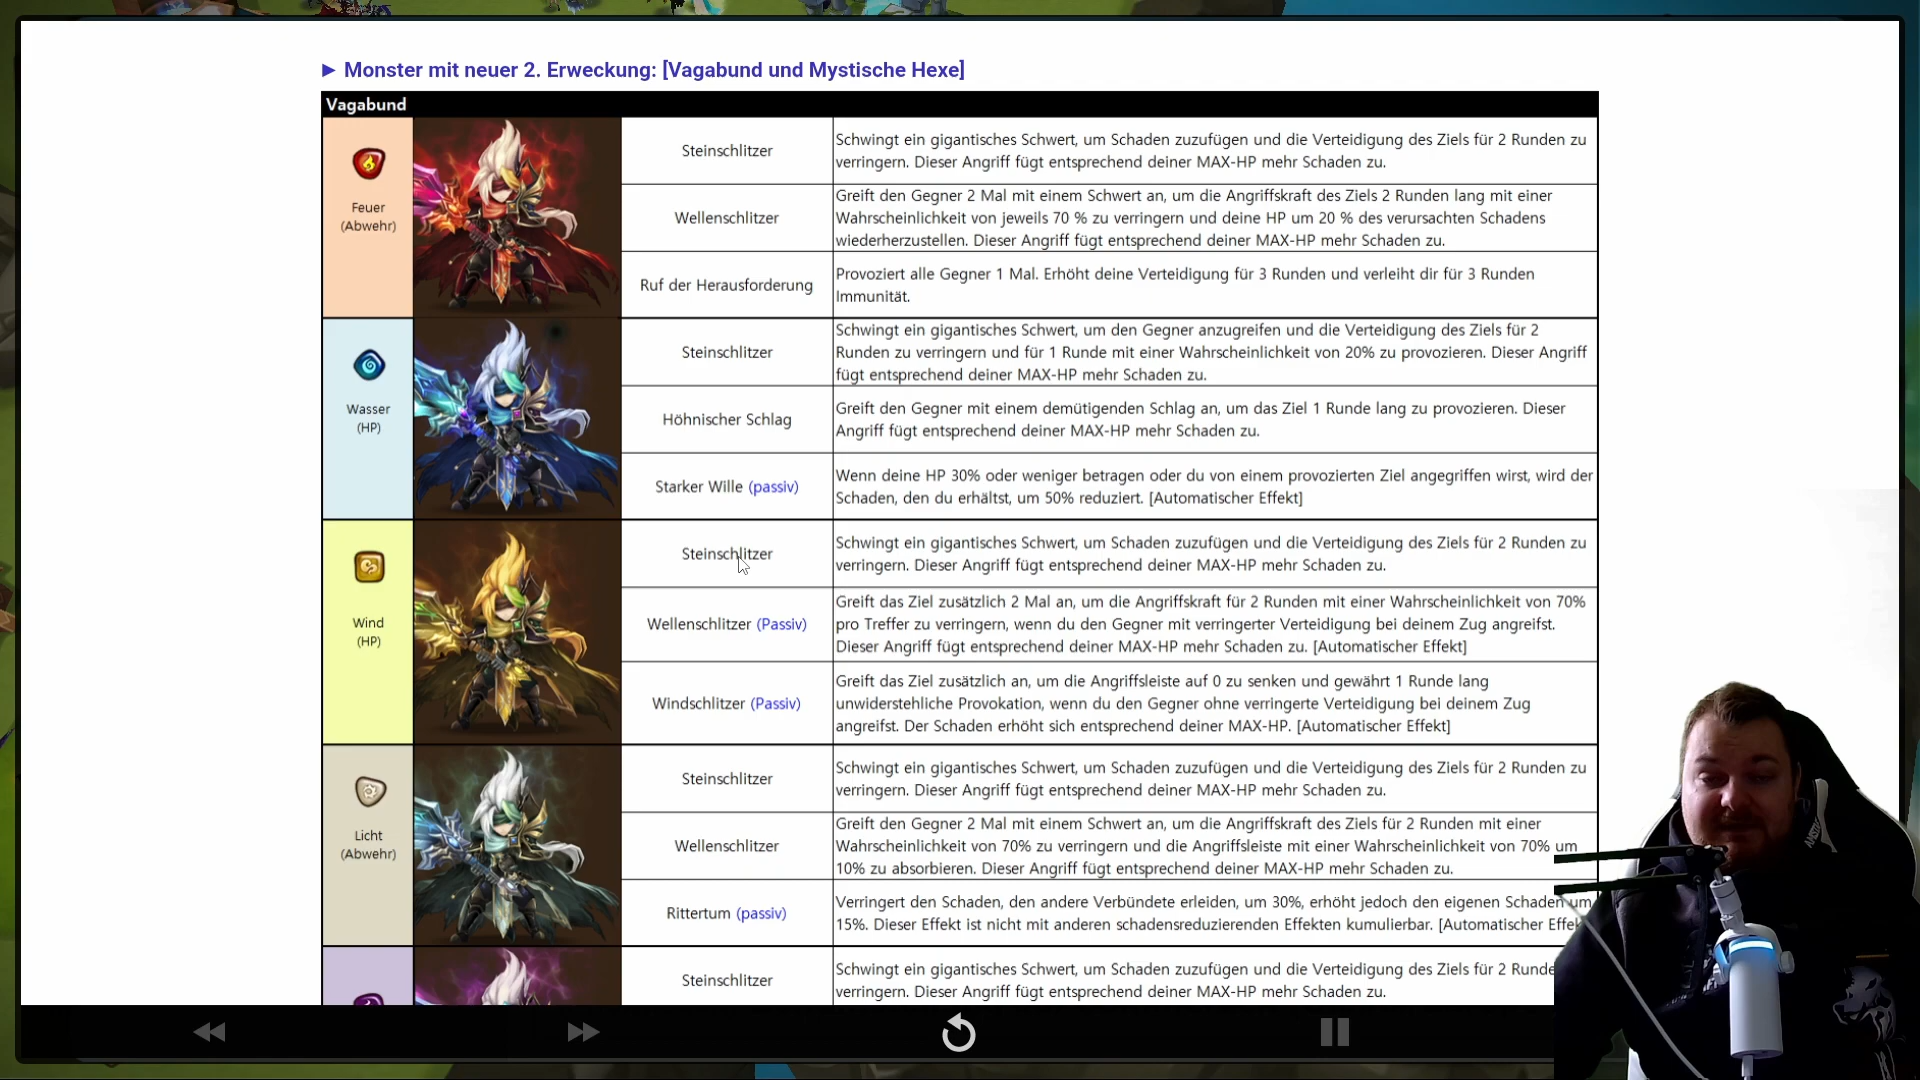 ► Monster mit neuer 2. Erweckung: [Vagabund und Mystische Hexe]
Vagabund
Feuer
(Abwehr)
Steinschlitzer
Schwingt ein gigantisches Schwert, um Schaden zuzufügen und die Verteidigung des Ziels für 2 Runden zu
verringern. Dieser Angriff fügt entsprechend deiner MAX-HP mehr Schaden zu.
Wellenschlitzer
Greift den Gegner 2 Mal mit einem Schwert an, um die Angriffskraft des Ziels 2 Runden lang mit einer
Wahrscheinlichkeit von jeweils 70 % zu verringern und deine HP um 20 % des verursachten Schadens
wiederherzustellen. Dieser Angriff fügt entsprechend deiner MAX-HP mehr Schaden zu.
Ruf der Herausforderung
Provoziert alle Gegner 1 Mal. Erhöht deine Verteidigung für 3 Runden und verleiht dir für 3 Runden
Immunität.
Wasser
(HP)
Steinschlitzer
Schwingt ein gigantisches Schwert, um den Gegner anzugreifen und die Verteidigung des Ziels für 2
Runden zu verringern und für 1 Runde mit einer Wahrscheinlichkeit von 20% zu provozieren. Dieser Angriff
fügt entsprechend deiner MAX-HP mehr Schaden zu.
Höhnischer Schlag
Greift den Gegner mit einem demütigenden Schlag an, um das Ziel 1 Runde lang zu provozieren. Dieser
Angriff fügt entsprechend deiner MAX-HP mehr Schaden zu.
Starker Wille (passiv)
Wenn deine HP 30% oder weniger betragen oder du von einem provozierten Ziel angegriffen wirst, wird der
Schaden, den du erhältst, um 50% reduziert. [Automatischer Effekt]
Wind
(HP)
Steinschlitzer
Schwingt ein gigantisches Schwert, um Schaden zuzufügen und die Verteidigung des Ziels für 2 Runden zu
verringern. Dieser Angriff fügt entsprechend deiner MAX-HP mehr Schaden zu.
Wellenschlitzer (Passiv)
Greift das Ziel zusätzlich 2 Mal an, um die Angriffskraft für 2 Runden mit einer Wahrscheinlichkeit von 70%
pro Treffer zu verringern, wenn du den Gegner mit verringerter Verteidigung bei deinem Zug angreifst.
Dieser Angriff fügt entsprechend deiner MAX-HP mehr Schaden zu. [Automatischer Effekt]
Windschlitzer (Passiv)
Greift das Ziel zusätzlich an, um die Angriffsleiste auf 0 zu senken und gewährt 1 Runde lang
unwiderstehliche Provokation, wenn du den Gegner ohne verringerte Verteidigung bei deinem Zug
angreifst. Der Schaden erhöht sich entsprechend deiner MAX-HP. [Automatischer Effekt]
Licht
(Abwehr)
Steinschlitzer
Schwingt ein gigantisches Schwert, um Schaden zuzufügen und die Verteidigung des Ziels für 2 Runden zu
verringern. Dieser Angriff fügt entsprechend deiner MAX-HP mehr Schaden zu.
Wellenschlitzer
Greift den Gegner 2 Mal mit einem Schwert an, um die Angriffskraft des Ziels für 2 Runden mit einer
Wahrscheinlichkeit von 70% zu verringern und die Angriffsleiste mit einer Wahrscheinlichkeit von 70% um
10% zu absorbieren. Dieser Angriff fügt entsprechend deiner MAX-HP mehr Schaden zu.
Rittertum (passiv)
Verringert den Schaden, den andere Verbündete erleiden, um 30%, erhöht jedoch den eigenen Schaden um
15%. Dieser Effekt ist nicht mit anderen schadensreduzierenden Effekten kumulierbar. [Automatischer Effek
Steinschlitzer
Schwingt ein gigantisches Schwert, um Schaden zuzufügen und die Verteidigung des Ziels für 2 Runde
verringern. Dieser Angriff fügt entsprechend deiner MAX-HP mehr Schaden zu.